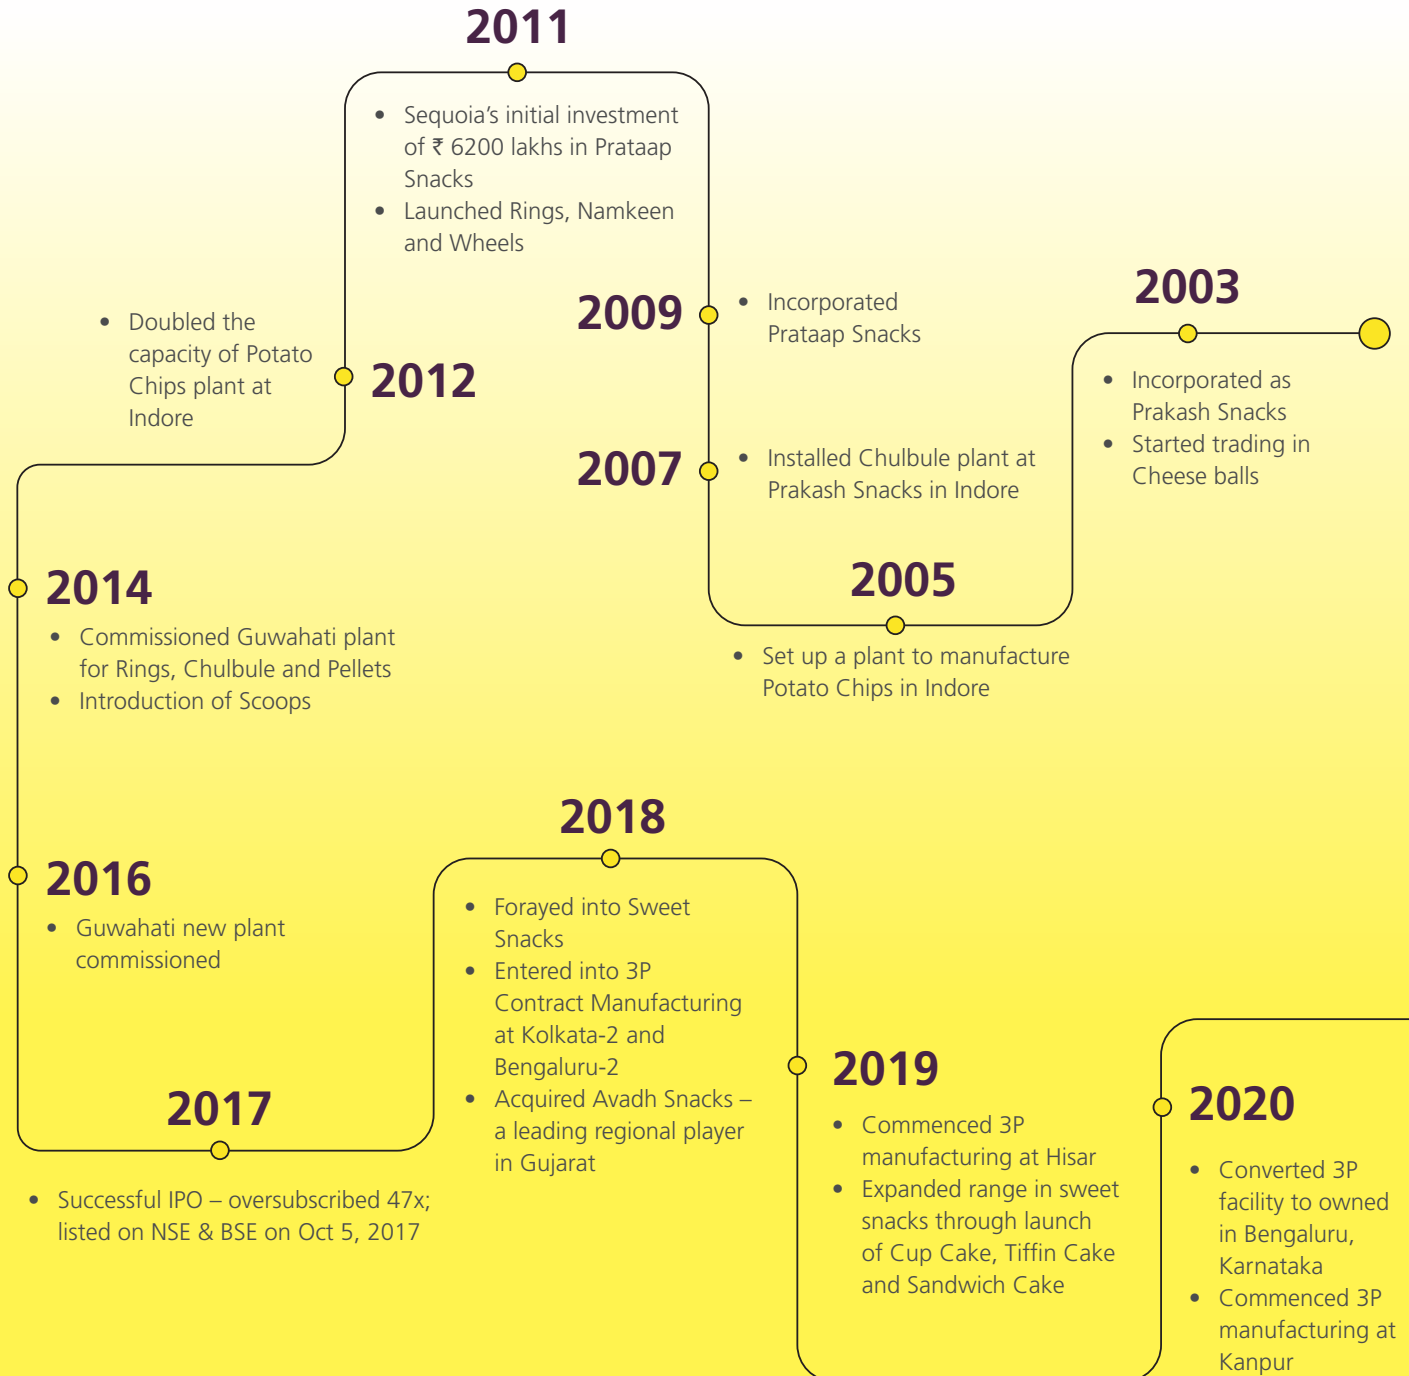 2011
• Sequoia’s initial investment
of ₹ 6200 lakhs in Prataap
Snacks
• Launched Rings, Namkeen
and Wheels
2003
• Incorporated as
Prakash Snacks
• Started trading in
Cheese balls
2009
• Incorporated
Prataap Snacks
• Doubled the
capacity of Potato
Chips plant at
Indore
2012
2007
• Installed Chulbule plant at
Prakash Snacks in Indore
2005
• Set up a plant to manufacture
Potato Chips in Indore
2014
• Commissioned Guwahati plant
for Rings, Chulbule and Pellets
• Introduction of Scoops
2016
• Guwahati new plant
commissioned
2017
• Successful IPO – oversubscribed 47x;
listed on NSE & BSE on Oct 5, 2017
2018
• Forayed into Sweet
Snacks
• Entered into 3P
Contract Manufacturing
at Kolkata-2 and
Bengaluru-2
• Acquired Avadh Snacks –
a leading regional player
in Gujarat
2019
• Commenced 3P
manufacturing at Hisar
• Expanded range in sweet
snacks through launch
of Cup Cake, Tiffin Cake
and Sandwich Cake
2020
• Converted 3P
facility to owned
in Bengaluru,
Karnataka
• Commenced 3P
manufacturing at
Kanpur